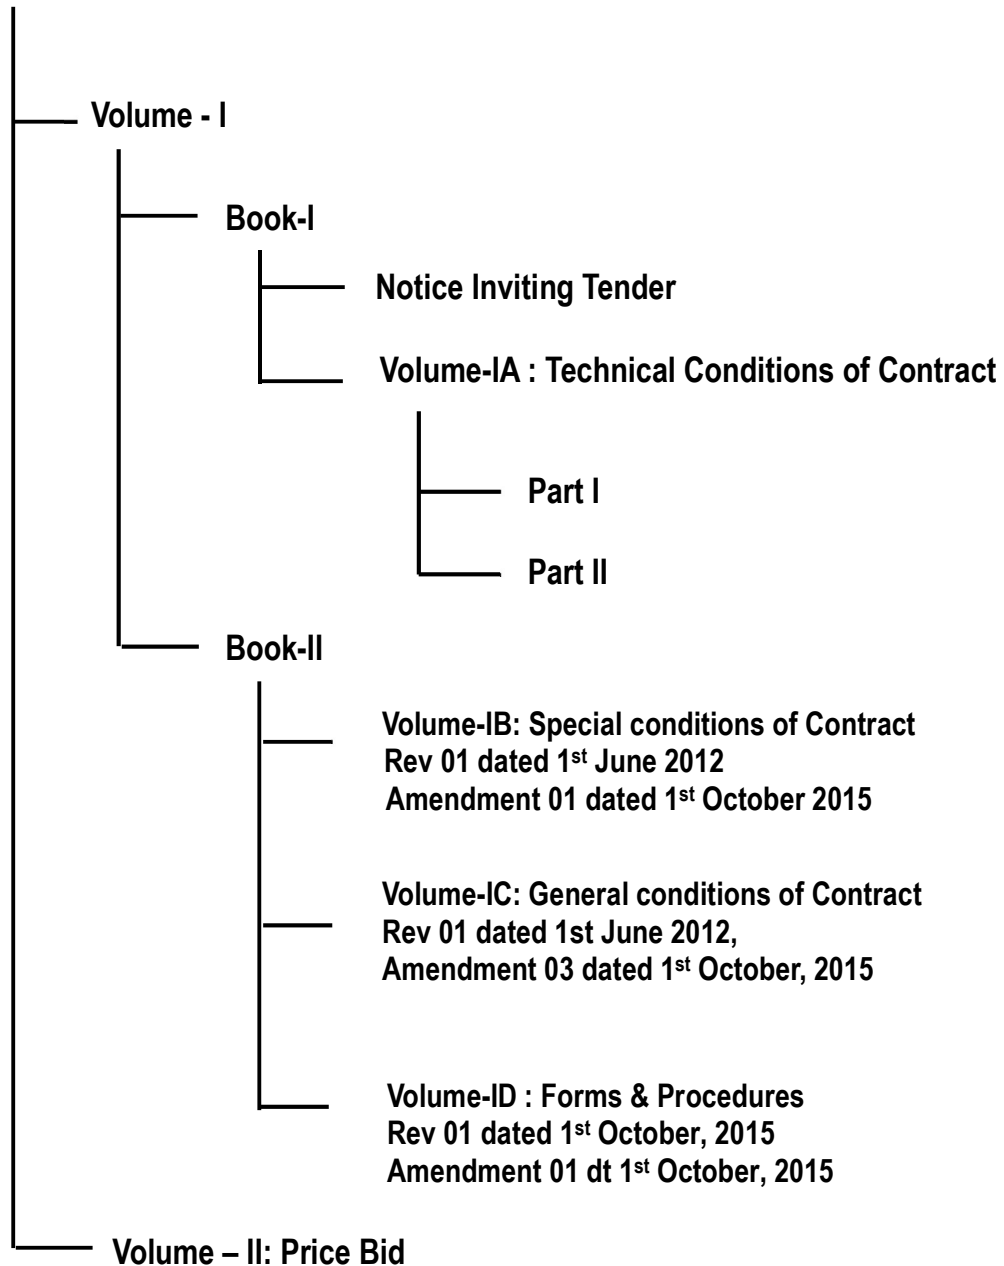 Volume - I
Book-I
Notice Inviting Tender
Volume-IA : Technical Conditions of Contract
Part I
Part II
Book-II
Volume-IB: Special conditions of Contract
Rev 01 dated 1st June 2012
Amendment 01 dated 1st October 2015
Volume-IC: General conditions of Contract
Rev 01 dated 1st June 2012,
Amendment 03 dated 1st October, 2015
Volume-ID : Forms & Procedures
Rev 01 dated 1st October, 2015
Amendment 01 dt 1st October, 2015
Volume – II: Price Bid